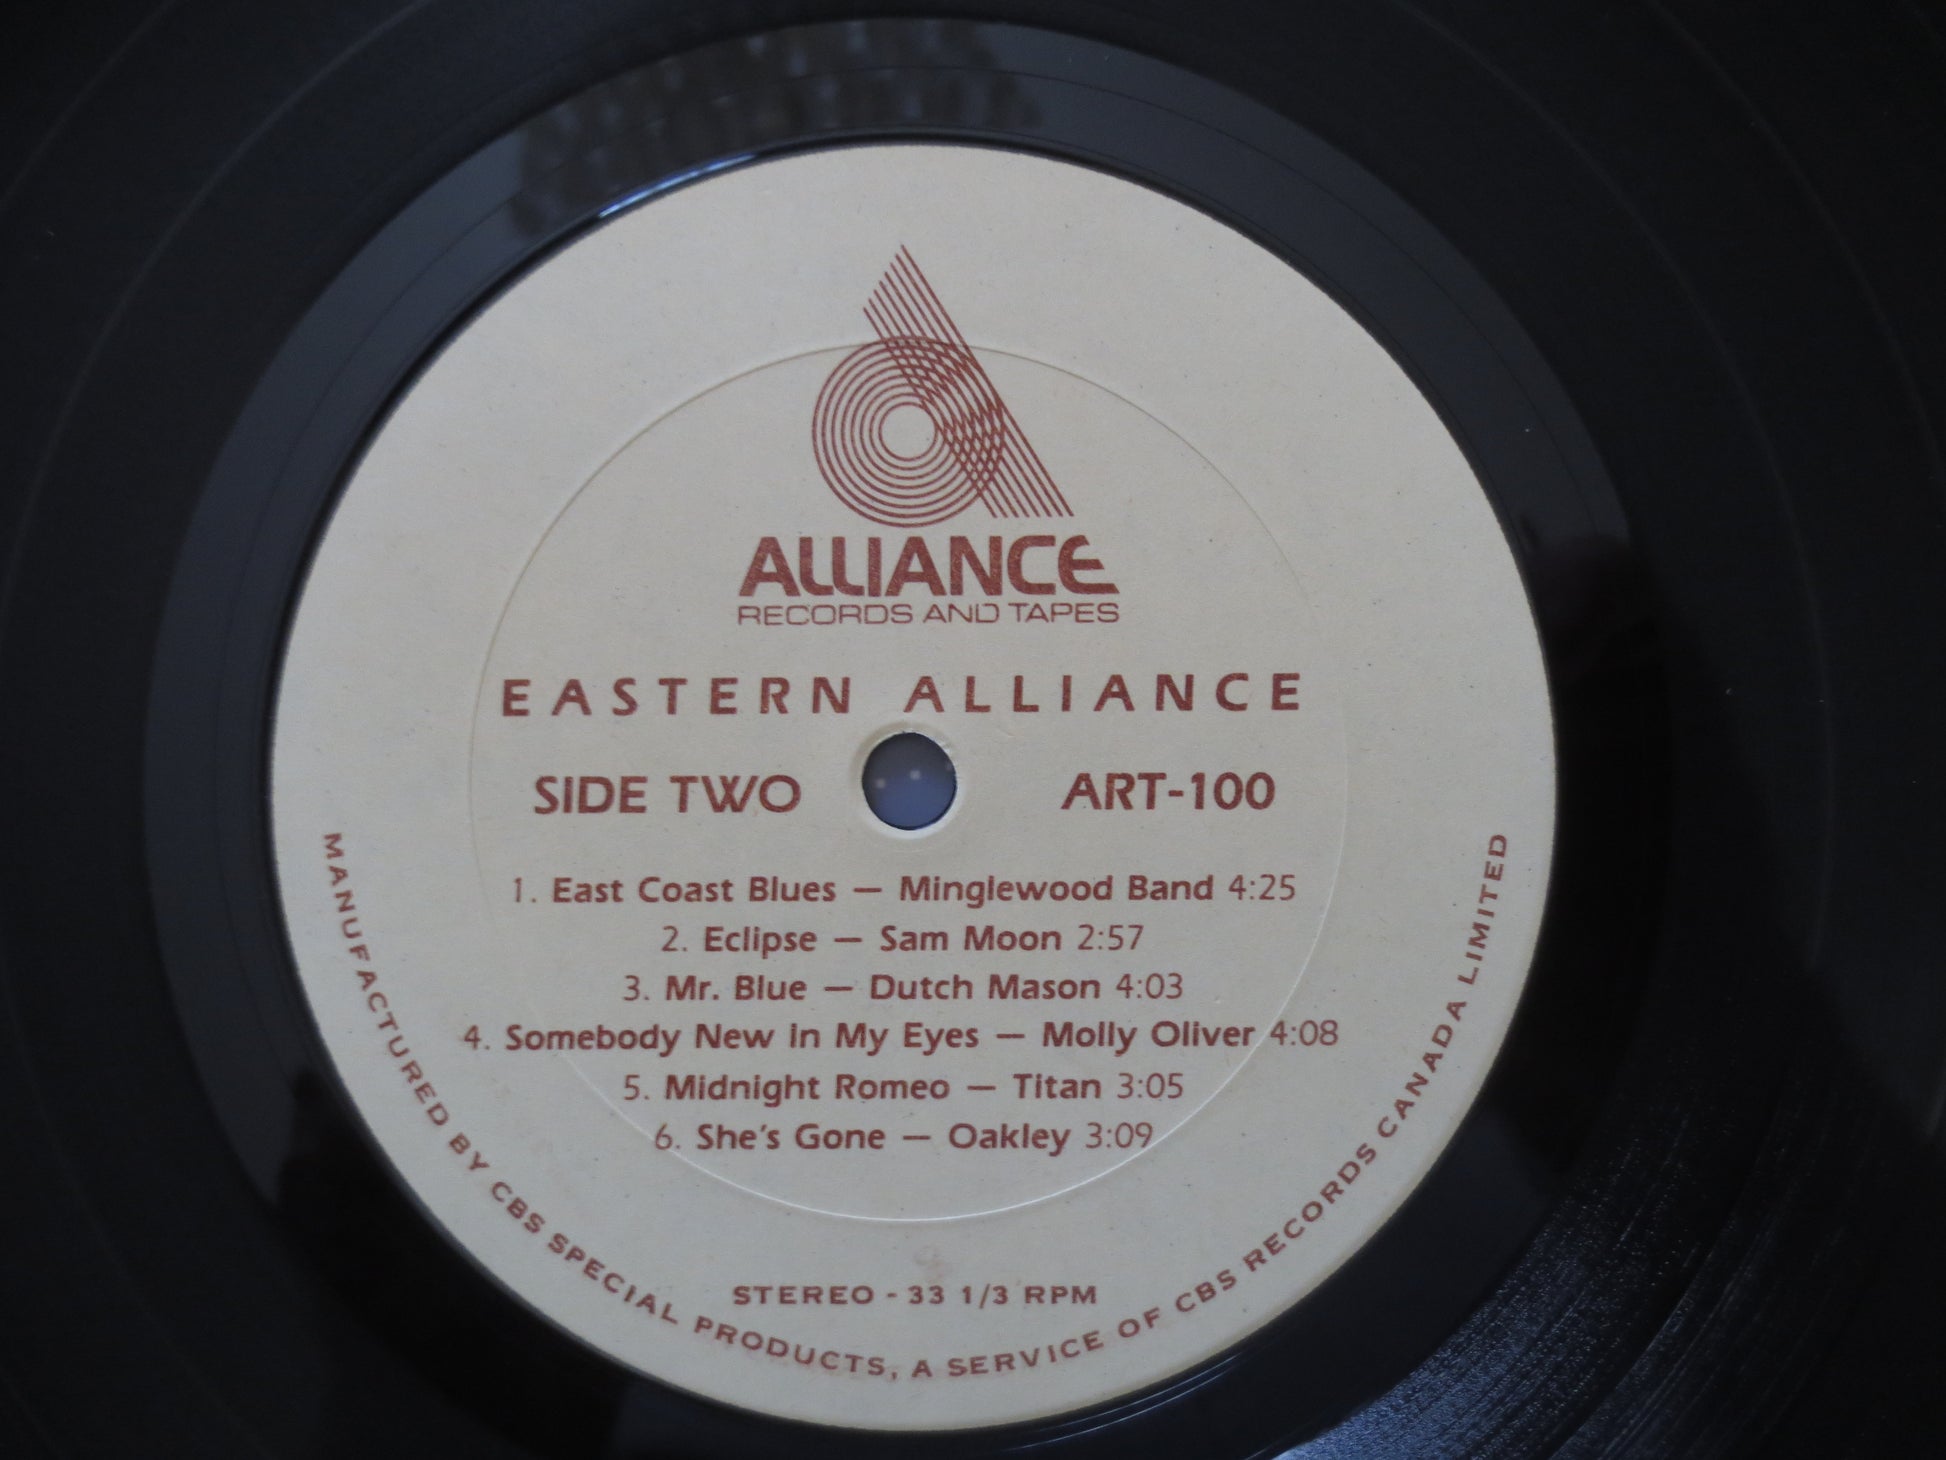 ALLIANCE
RECORDS AND TAPES
EASTERN ALLIANCE
SIDE TWO ART-100
1. East Coast Blues — Minglewood Band 4:25
2. Eclipse — Sam Moon 2:57
3. Mr. Blue — Dutch Mason 4:03
4. Somebody New in My Eyes — Molly Oliver 4:08
5. Midnight Romeo — Titan 3:05
6. She's Gone — Oakley 3:09
STEREO - 33 1/3 RPM
MANUFACTURED BY CBS SPECIAL PRODUCTS, A SERVICE OF CBS RECORDS CANADA LIMITED